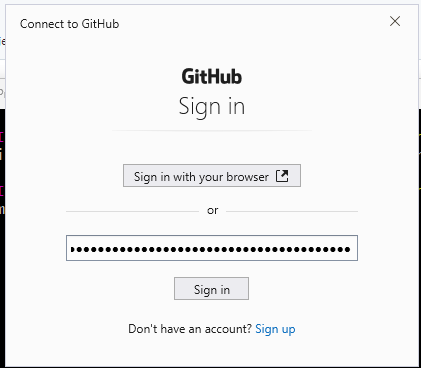 Connect to GitHub
GitHub
Sign in
Sign in with your browser
or
●●●●●●●●●●●●●●●●●●●●●●●●●●●●●●●●●●●●●●●●
Sign in
Don't have an account? Sign up